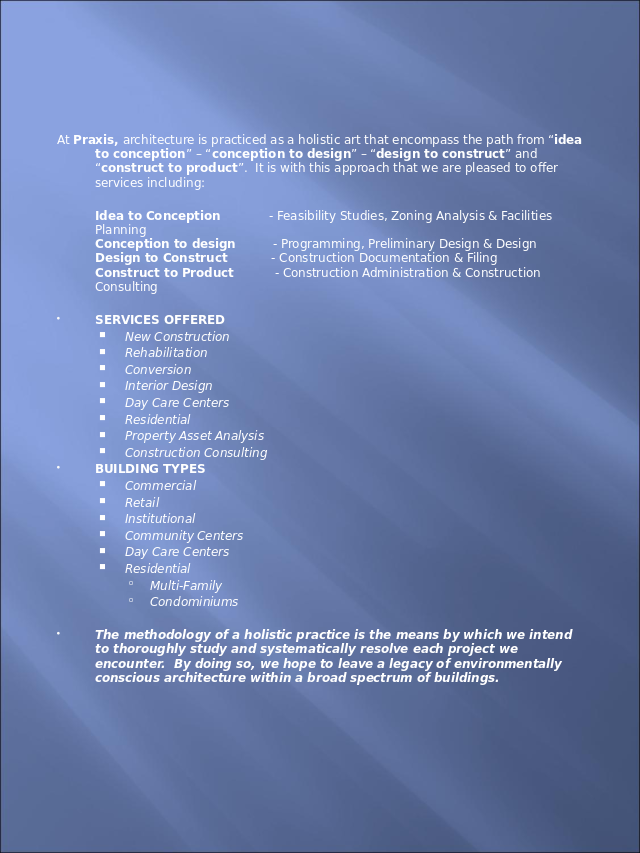 At Praxis, architecture is practiced as a holistic art that encompass the path from “idea
to conception” – “conception to design” – “design to construct” and
“construct to product”.  It is with this approach that we are pleased to offer
services including:
Idea to Conception - Feasibility Studies, Zoning Analysis & Facilities
Planning
Conception to design - Programming, Preliminary Design & Design
Design to Construct - Construction Documentation & Filing
Construct to Product - Construction Administration & Construction
Consulting
SERVICES OFFERED
New Construction
Rehabilitation
Conversion
Interior Design
Day Care Centers
Residential
Property Asset Analysis
Construction Consulting
BUILDING TYPES
Commercial
Retail
Institutional
Community Centers
Day Care Centers
Residential
Multi-Family
Condominiums
The methodology of a holistic practice is the means by which we intend
to thoroughly study and systematically resolve each project we
encounter.  By doing so, we hope to leave a legacy of environmentally
conscious architecture within a broad spectrum of buildings.